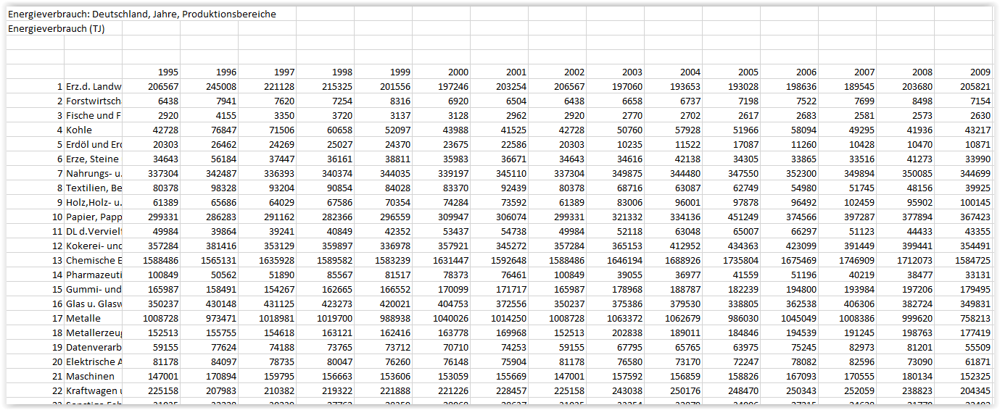 Energieverbrauch: Deutschland, Jahre, Produktionsbereiche
Energieverbrauch (TJ)
1995 1996 1997 1998 1999 2000 2001 2002 2003 2004 2005 2006 2007 2008 2009
1 Erz.d. Landw 206567 245008 221128 215325 201556 197246 203254 206567 197060 193653 193028 198636 189545 203680 205821
2 Forstwirtsch 6438 7941 7620 7254 8316 6920 6504 6438 6658 6737 7198 7522 7699 8498 7154
3 Fische und F 2920 4155 3350 3720 3137 3128 2962 2920 2770 2702 2617 2683 2581 2573 2630
4 Kohle 42728 76847 71506 60658 52097 43988 41525 42728 50760 57928 51966 58094 49295 41936 43217
5 Erdöl und Erd 20303 26462 24269 25027 24370 23675 22586 20303 10235 11522 17087 11260 10428 10470 10871
6 Erze, Steine 34643 56184 37447 36161 38811 35983 36671 34643 34616 42138 34305 33865 33516 41273 33990
7 Nahrungs- u. 337304 342487 336393 340374 344035 339197 345110 337304 349875 344480 347550 352300 349894 350085 344699
8 Textilien, Be 80378 98328 93204 90854 84028 83370 92439 80378 68716 63087 62749 54980 51745 48156 39925
9 Holz,Holz- u. 61389 65686 64029 67586 70354 74284 73592 61389 83006 96001 97878 96492 102459 95902 100145
10 Papier, Papp 299331 286283 291162 282366 296559 309947 306074 299331 321332 334136 451249 374566 397287 377894 367423
11 DL d.Vervielf 49984 39864 39241 40849 42352 53437 54738 49984 52118 63048 65007 66297 51123 44433 43355
12 Kokerei- und 357284 381416 353129 359897 336978 357921 345272 357284 365153 412952 434363 423099 391449 399441 354491
13 Chemische E 1588486 1565131 1635928 1589582 1583239 1631447 1592648 1588486 1646194 1688926 1735804 1675469 1746909 1712073 1584725
14 Pharmazeuti 100849 50562 51890 85567 81517 78373 76461 100849 39055 36977 41559 51196 40219 38477 33131
15 Gummi- und 165987 158491 154267 162665 166552 170099 171717 165987 178968 188787 182239 194800 193984 197206 179495
16 Glas u. Glasw 350237 430148 431125 423273 420021 404753 372556 350237 375386 379530 338805 362538 406306 382724 349831
17 Metalle 1008728 973471 1018981 1019700 988938 1040026 1014250 1008728 1063372 1062679 986030 1045049 1008386 999620 758213
18 Metallerzeug 152513 155755 154618 163121 162416 163778 169968 152513 202838 189011 184846 194539 191245 198763 177419
19 Datenverarb 59155 77624 74188 73765 73712 70710 74253 59155 67795 65765 63975 75245 82973 81201 55509
20 Elektrische A 81178 84097 78735 80047 76260 76148 75904 81178 76580 73170 72247 78082 82596 73090 61871
21 Maschinen 147001 170894 159795 156663 153606 153059 155669 147001 157592 156859 158826 167093 170555 180134 152325
22 Kraftwagen u 225158 207983 210382 219322 221888 221226 228457 225158 243038 250176 248470 250343 252059 238823 204345